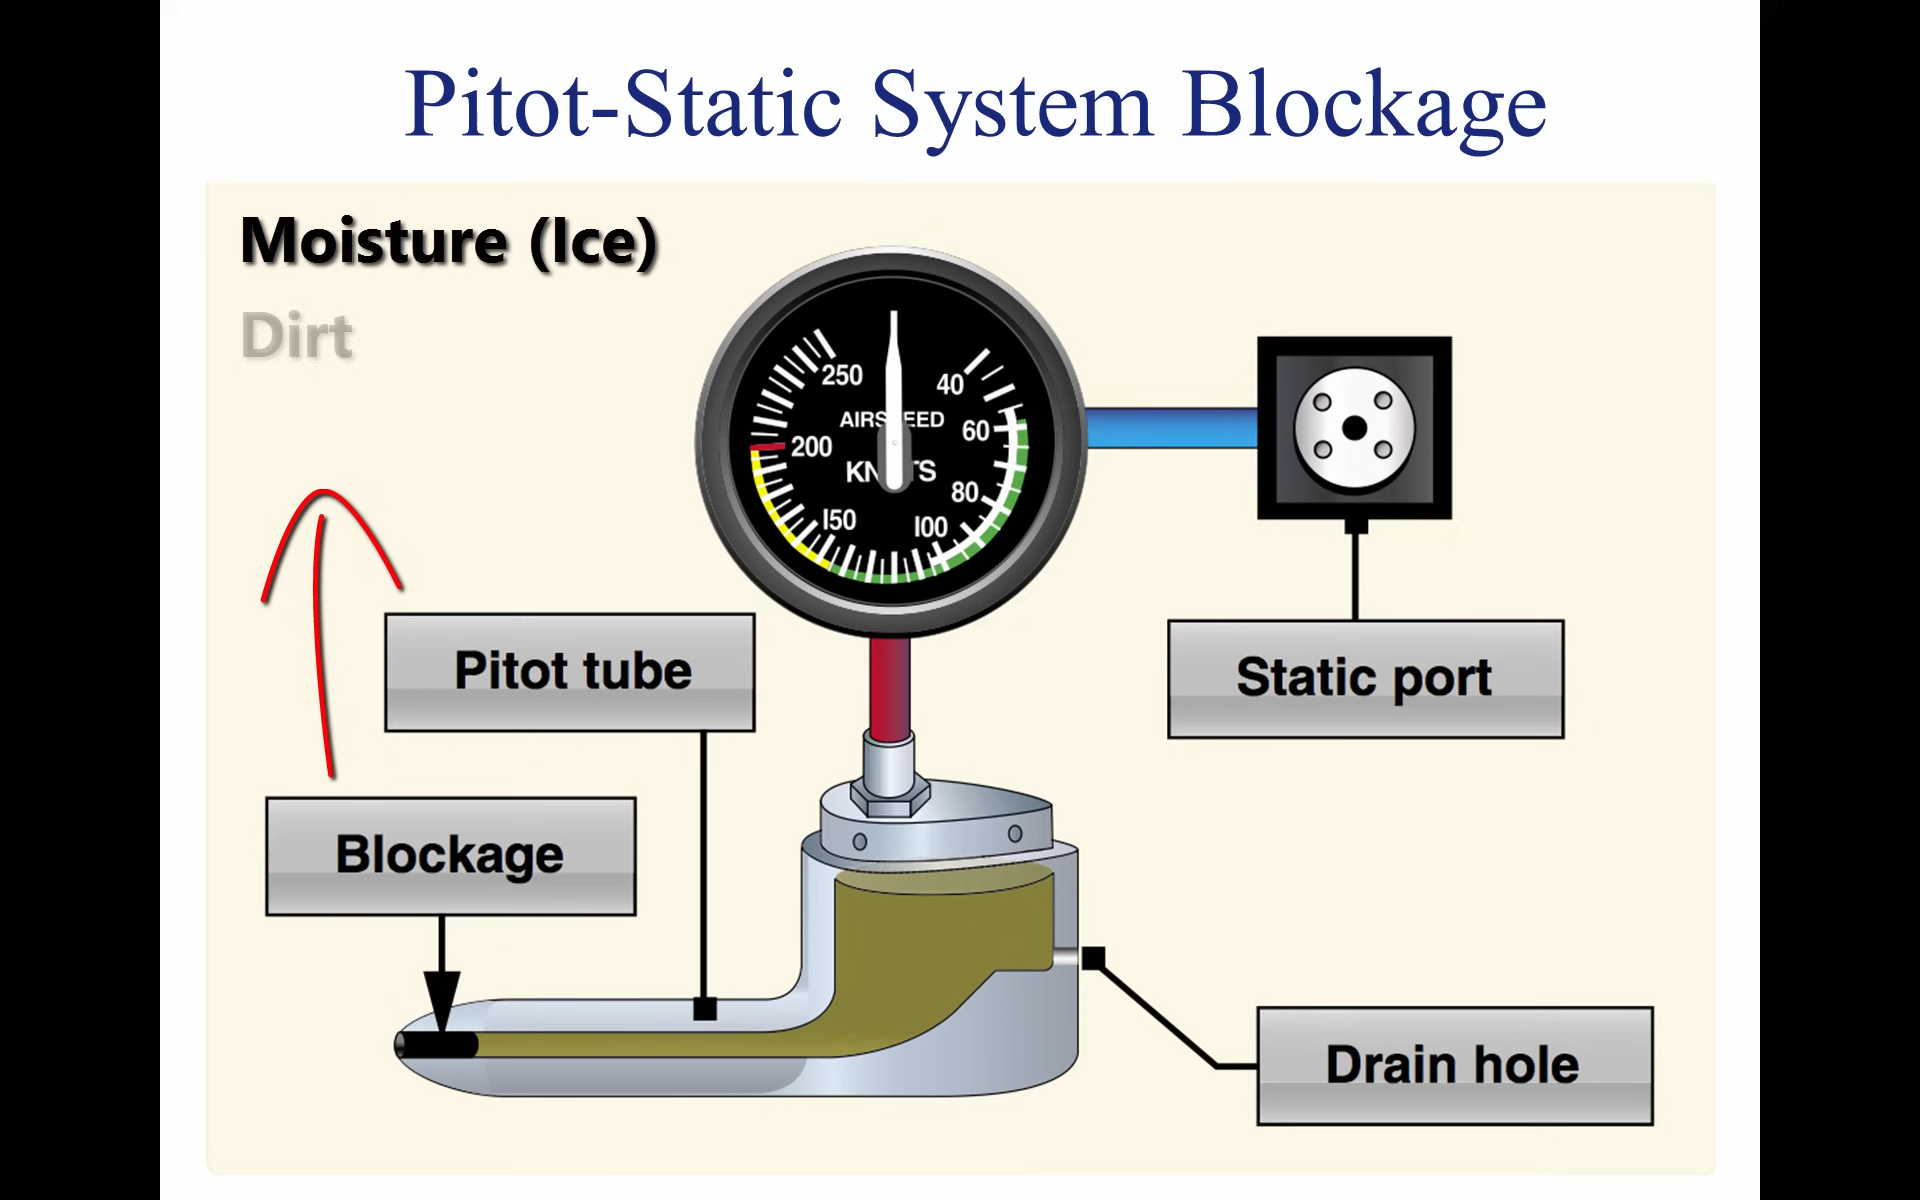 Pitot-Static System Blockage
Moisture (Ice)
Dirt
250
40
AIRSPEED
60
200
KNOTS
80
150
100
Pitot tube
Static port
Blockage
Drain hole